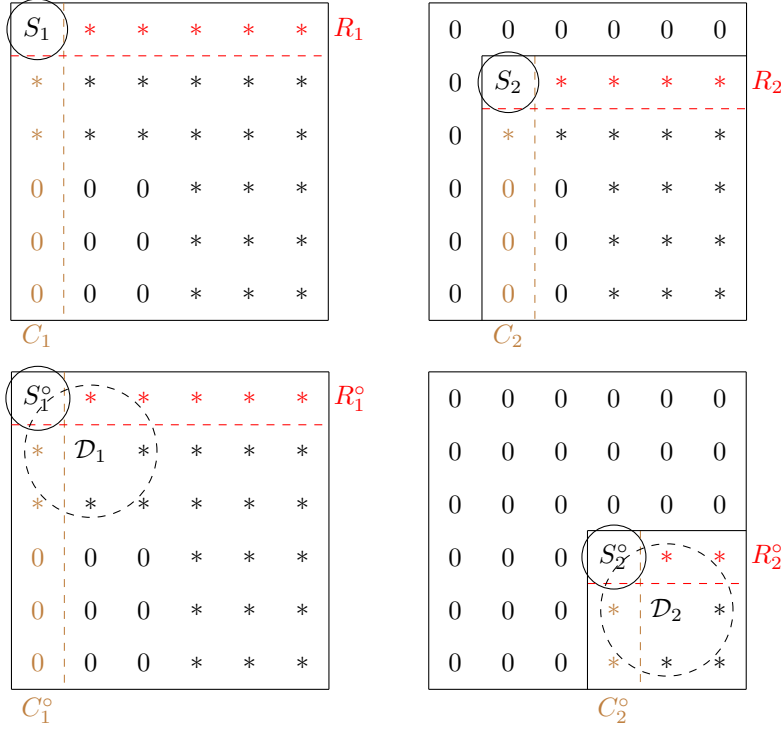 S₁ * * * * * R₁
* * * * * *
* * * * * *
0 0 0 * * *
0 0 0 * * *
0 0 0 * * *
C₁
0 0 0 0 0 0
0 S₂ * * * * R₂
0 * * * * *
0 0 0 * * *
0 0 0 * * *
0 0 0 * * *
C₂
S₁° * * * * * R₁°
* 𝒟₁ * * * *
* * * * * *
0 0 0 * * *
0 0 0 * * *
0 0 0 * * *
C₁°
0 0 0 0 0 0
0 0 0 0 0 0
0 0 0 0 0 0
0 0 0 S₂° * * R₂°
0 0 0 * 𝒟₂ *
0 0 0 * * *
C₂°